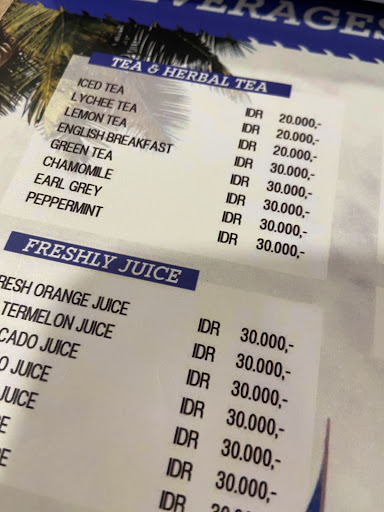 EVERAGES
TEA & HERBAL TEA
ICED TEA IDR 20.000,-
LYCHEE TEA IDR 20.000,-
LEMON TEA IDR 20.000,-
ENGLISH BREAKFAST IDR 30.000,-
GREEN TEA IDR 30.000,-
CHAMOMILE IDR 30.000,-
EARL GREY IDR 30.000,-
PEPPERMINT IDR 30.000,-
FRESHLY JUICE
RESH ORANGE JUICE IDR 30.000,-
TERMELON JUICE IDR 30.000,-
CADO JUICE IDR 30.000,-
O JUICE IDR 30.000,-
JUICE IDR 30.000,-
E IDR 30.000,-
E IDR